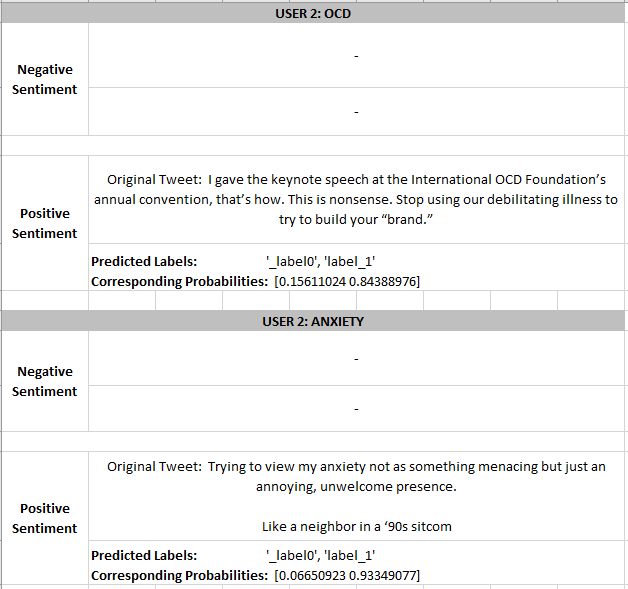 USER 2: OCD
Negative
Sentiment
-
-
Positive
Sentiment
Original Tweet:  I gave the keynote speech at the International OCD Foundation’s
annual convention, that’s how. This is nonsense. Stop using our debilitating illness to
try to build your “brand.”
Predicted Labels: '_label0', 'label_1'
Corresponding Probabilities: [0.15611024 0.84388976]
USER 2: ANXIETY
Negative
Sentiment
-
-
Positive
Sentiment
Original Tweet:  Trying to view my anxiety not as something menacing but just an
annoying, unwelcome presence.
Like a neighbor in a ‘90s sitcom
Predicted Labels: '_label0', 'label_1'
Corresponding Probabilities: [0.06650923 0.93349077]